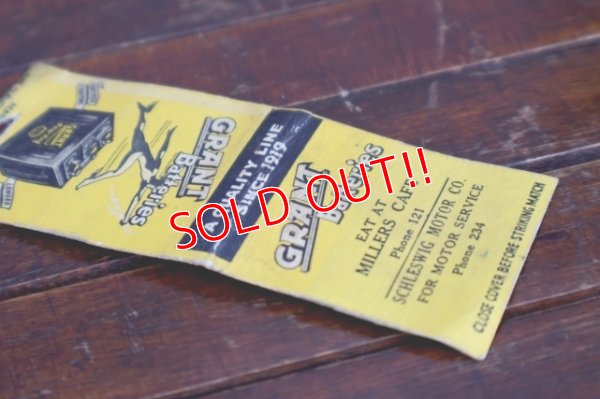 GRANT
Batteries
A QUALITY LINE
SINCE 1919
GRANT
Batteries
EAT AT
MILLERS CAFE
Phone 121
SCHLESWIG MOTOR CO.
FOR MOTOR SERVICE
Phone 234
CLOSE COVER BEFORE STRIKING MATCH
SOLD OUT!!